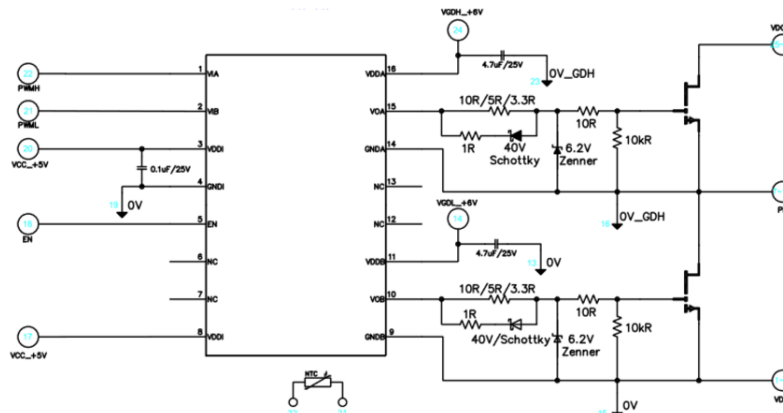 VGDH_+6V
24
VDC
4.7uF/25V
23
0V_GDH
22
PWMH
1
VIA
VDDA
16
21
PWML
2
VIB
VOA
15
10R/5R/3.3R
10R
1R
40V
Schottky
6.2V
Zenner
10kR
20
VCC_+5V
3
VDDI
GNDA
14
0.1uF/25V
4
GNDI
NC
13
19
0V
16
0V_GDH
18
EN
5
EN
NC
12
VGDL_+6V
14
6
NC
VDDB
11
4.7uF/25V
13
0V
7
NC
VOB
10
10R/5R/3.3R
10R
1R
40V/Schottky
6.2V
Zenner
10kR
17
VCC_+5V
8
VDDI
GNDB
9
NTC
0V